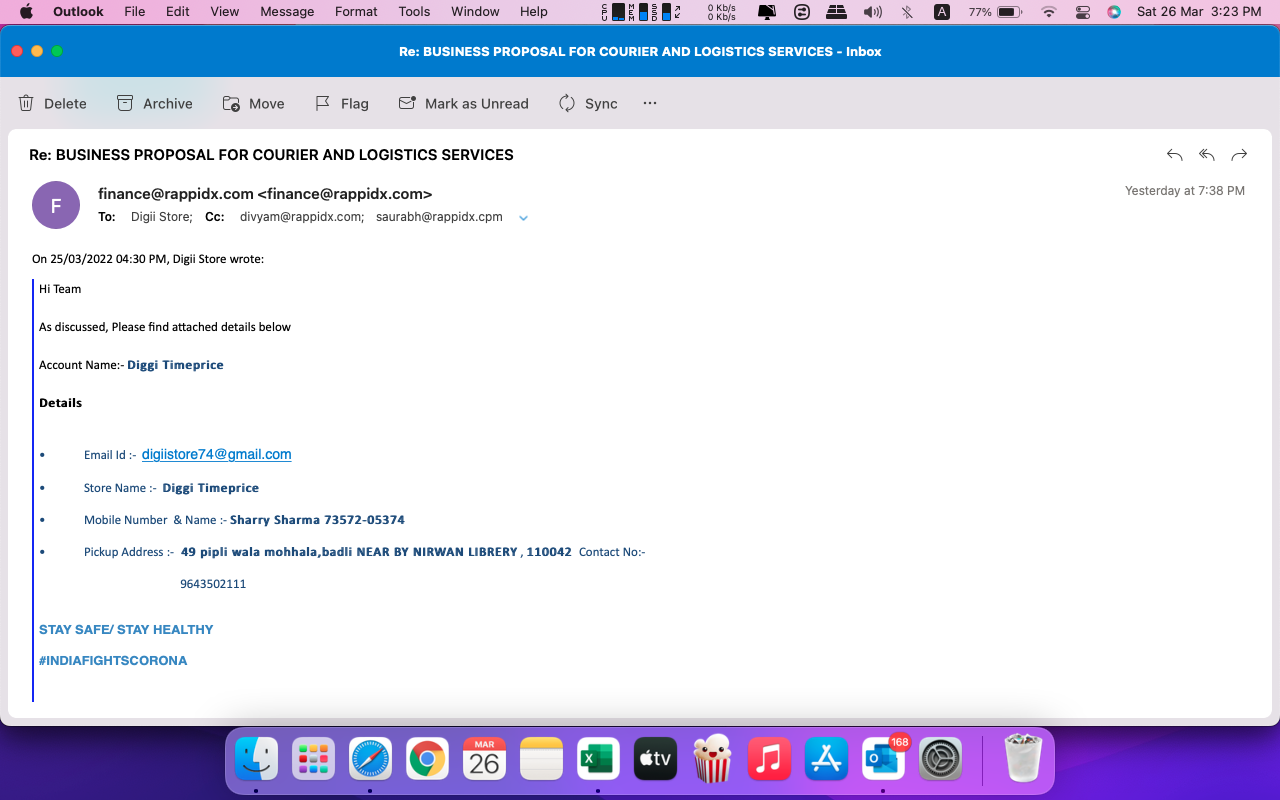 Outlook File Edit View Message Format Tools Window Help CPU MEM SSD 0 Kb/s 0 Kb/s A 77% Sat 26 Mar 3:23 PM
Re: BUSINESS PROPOSAL FOR COURIER AND LOGISTICS SERVICES - Inbox
Delete Archive Move Flag Mark as Unread Sync ...
Re: BUSINESS PROPOSAL FOR COURIER AND LOGISTICS SERVICES
F
finance@rappidx.com <finance@rappidx.com>
Yesterday at 7:38 PM
To: Digii Store; Cc: divyam@rappidx.com; saurabh@rappidx.cpm
On 25/03/2022 04:30 PM, Digii Store wrote:
Hi Team
As discussed, Please find attached details below
Account Name:- Diggi Timeprice
Details
• Email Id :- digiistore74@gmail.com
• Store Name :- Diggi Timeprice
• Mobile Number & Name :- Sharry Sharma 73572-05374
• Pickup Address :- 49 pipli wala mohhala,badli NEAR BY NIRWAN LIBRERY , 110042 Contact No:-
9643502111
STAY SAFE/ STAY HEALTHY
#INDIAFIGHTSCORONA
MAR
26
X
tv
O
168